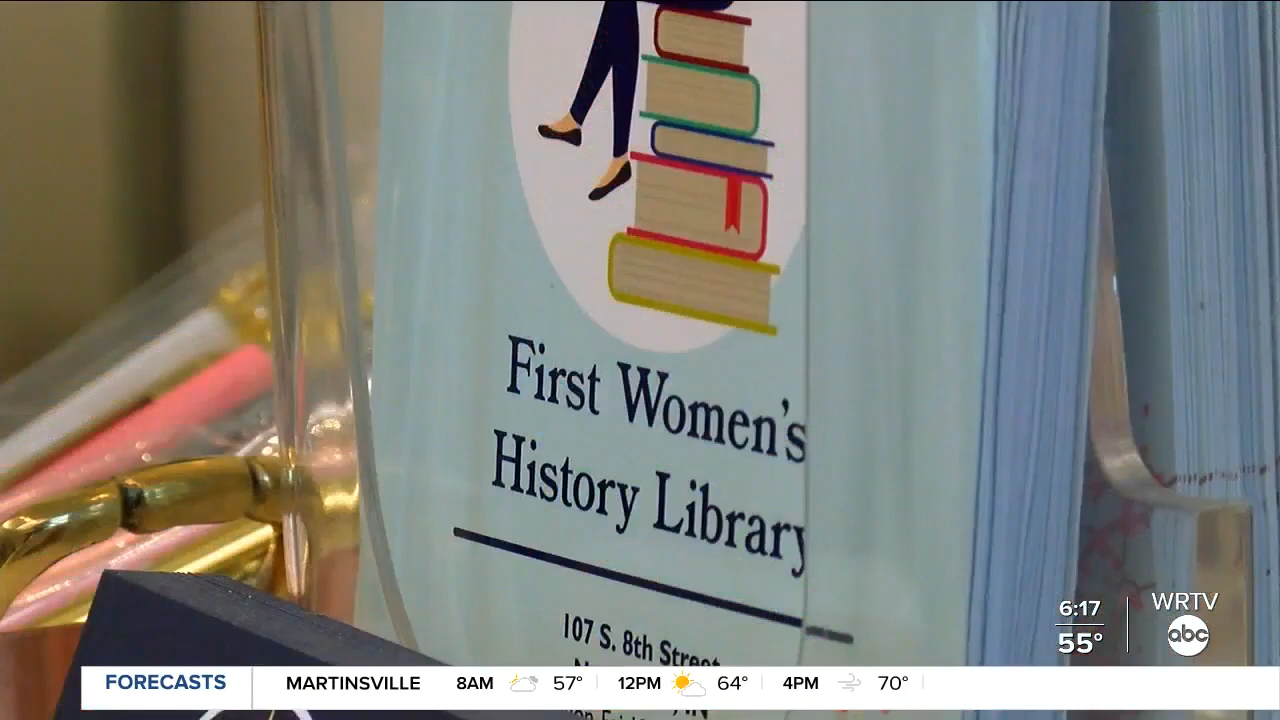 First Women's
History Library
107 S. 8th Street
6:17
55°
WRTV
abc
FORECASTS MARTINSVILLE 8AM 57° 12PM 64° 4PM 70°